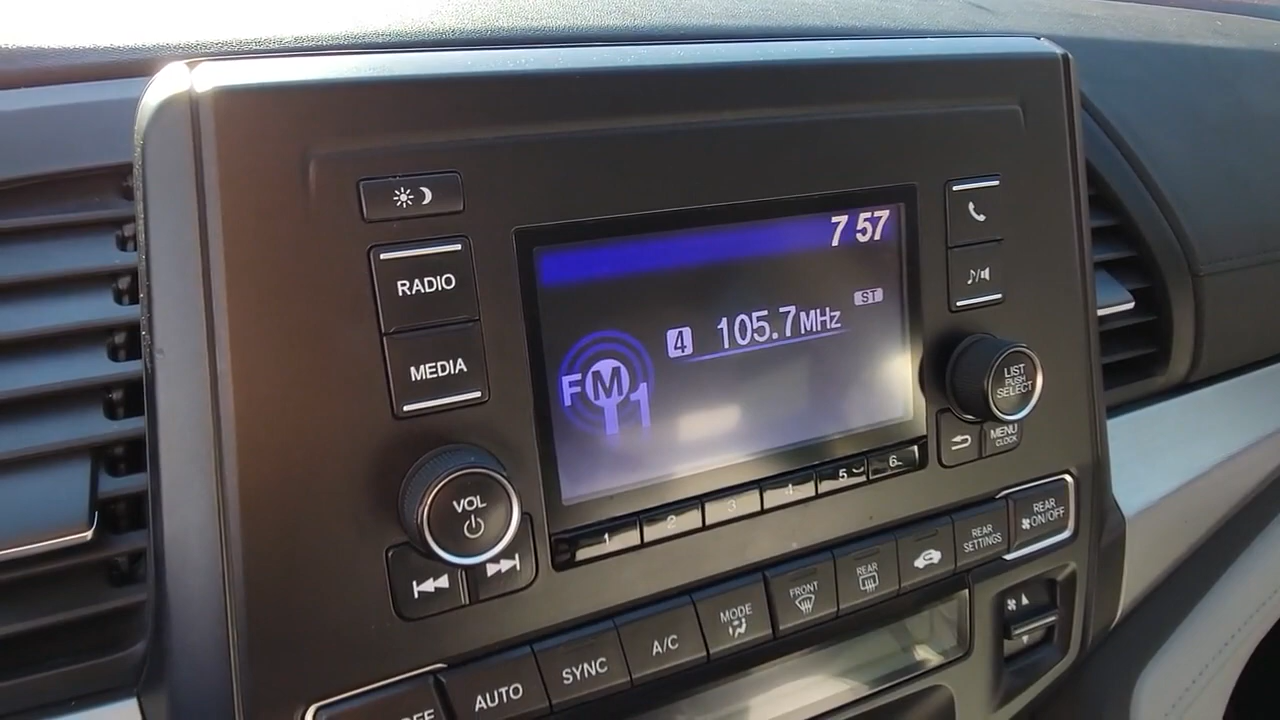 7 57
RADIO
ST
4 105.7MHz
MEDIA
FM1
LIST
PUSH
SELECT
MENU
CLOCK
VOL
1 2 3 4 5 6
REAR
ON/OFF
REAR
SETTINGS
REAR
FRONT
MODE
A/C
SYNC
AUTO
OFF